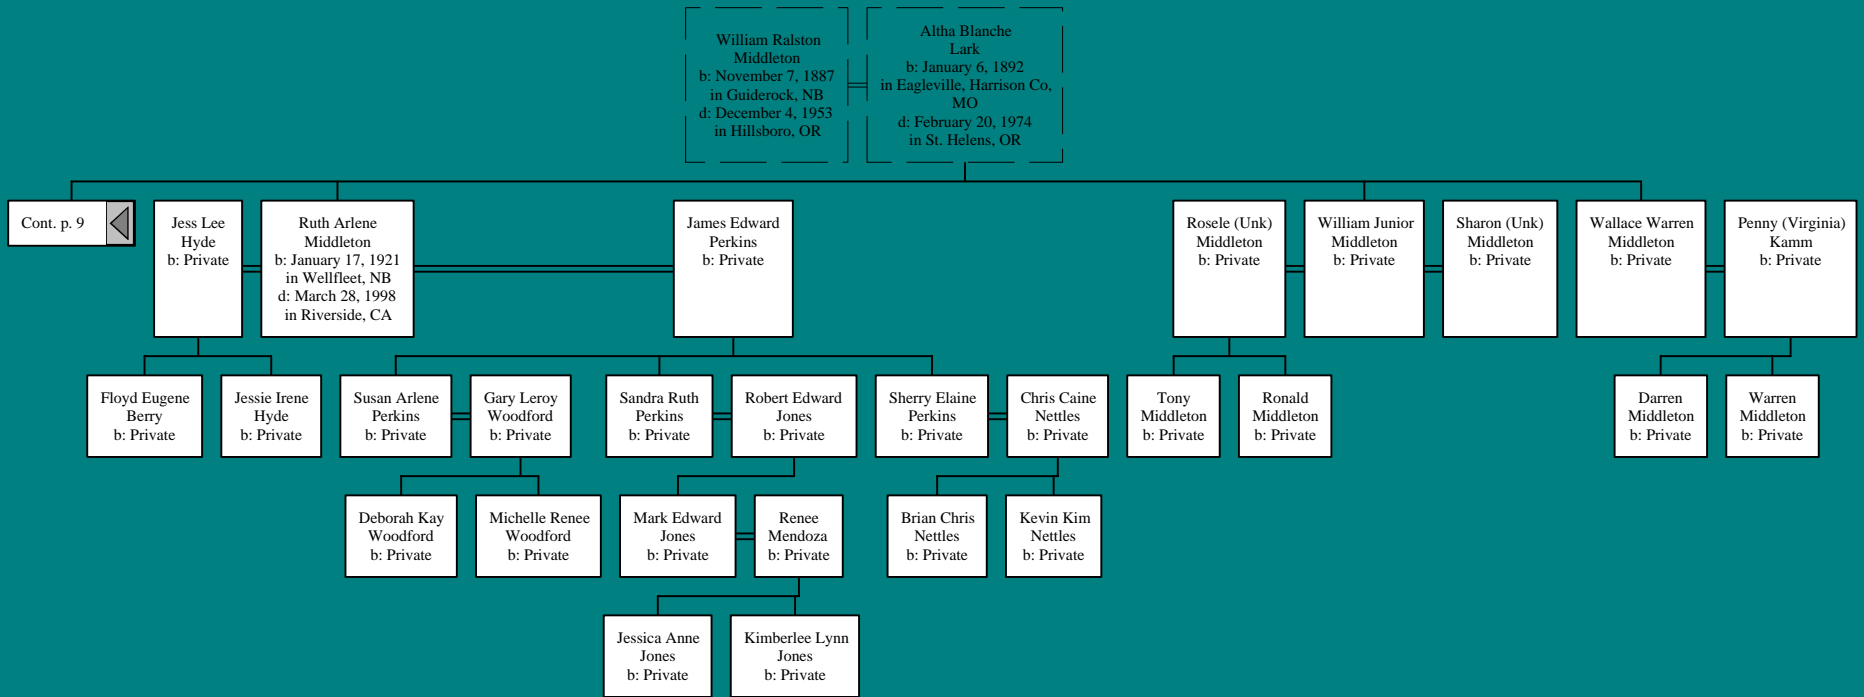 William Ralston
Middleton
b: November 7, 1887
in Guiderock, NB
d: December 4, 1953
in Hillsboro, OR
Altha Blanche
Lark
b: January 6, 1892
in Eagleville, Harrison Co,
MO
d: February 20, 1974
in St. Helens, OR
Cont. p. 9
Jess Lee
Hyde
b: Private
Ruth Arlene
Middleton
b: January 17, 1921
in Wellfleet, NB
d: March 28, 1998
in Riverside, CA
James Edward
Perkins
b: Private
Rosele (Unk)
Middleton
b: Private
William Junior
Middleton
b: Private
Sharon (Unk)
Middleton
b: Private
Wallace Warren
Middleton
b: Private
Penny (Virginia)
Kamm
b: Private
Floyd Eugene
Berry
b: Private
Jessie Irene
Hyde
b: Private
Susan Arlene
Perkins
b: Private
Gary Leroy
Woodford
b: Private
Sandra Ruth
Perkins
b: Private
Robert Edward
Jones
b: Private
Sherry Elaine
Perkins
b: Private
Chris Caine
Nettles
b: Private
Tony
Middleton
b: Private
Ronald
Middleton
b: Private
Darren
Middleton
b: Private
Warren
Middleton
b: Private
Deborah Kay
Woodford
b: Private
Michelle Renee
Woodford
b: Private
Mark Edward
Jones
b: Private
Renee
Mendoza
b: Private
Brian Chris
Nettles
b: Private
Kevin Kim
Nettles
b: Private
Jessica Anne
Jones
b: Private
Kimberlee Lynn
Jones
b: Private